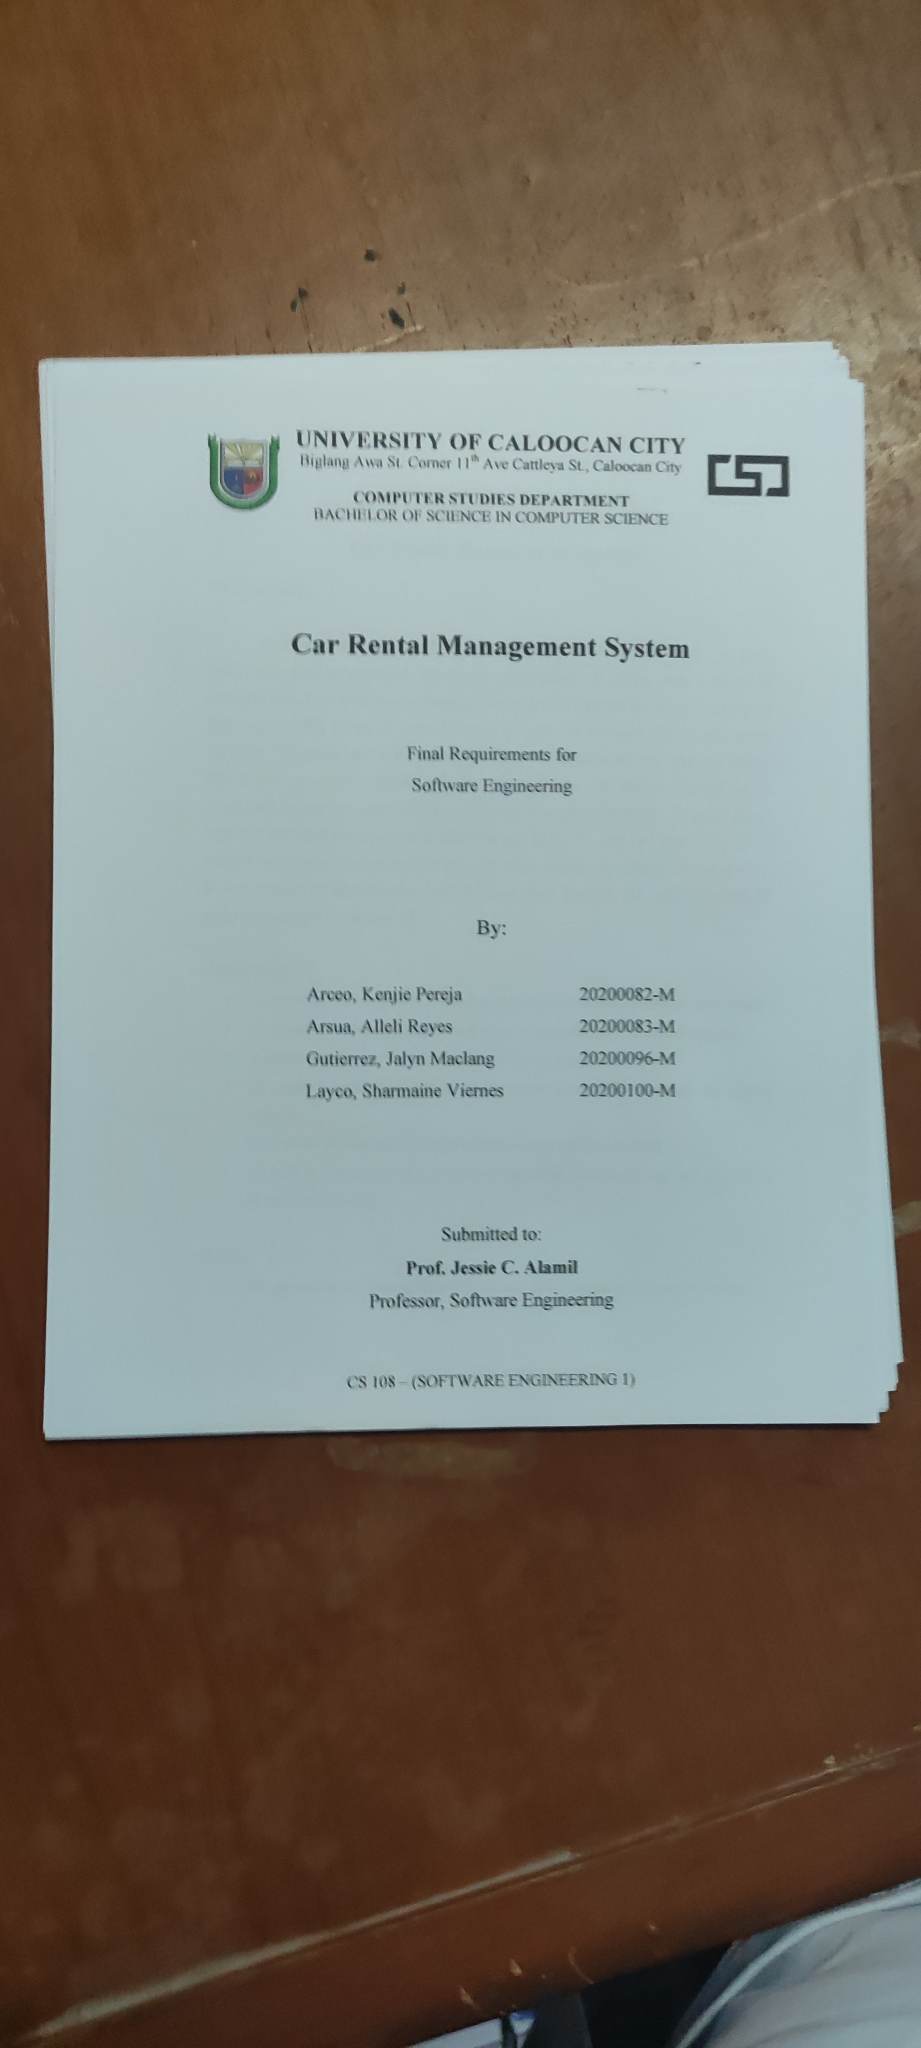 UNIVERSITY OF CALOOCAN CITY
Biglang Awa St. Corner 11th Ave Cattleya St., Caloocan City
CSD
COMPUTER STUDIES DEPARTMENT
BACHELOR OF SCIENCE IN COMPUTER SCIENCE
Car Rental Management System
Final Requirements for
Software Engineering
By:
Arceo, Kenjie Pereja 20200082-M
Arsua, Alleli Reyes 20200083-M
Gutierrez, Jalyn Maclang 20200096-M
Layco, Sharmaine Viernes 20200100-M
Submitted to:
Prof. Jessie C. Alamil
Professor, Software Engineering
CS 108 – (SOFTWARE ENGINEERING 1)